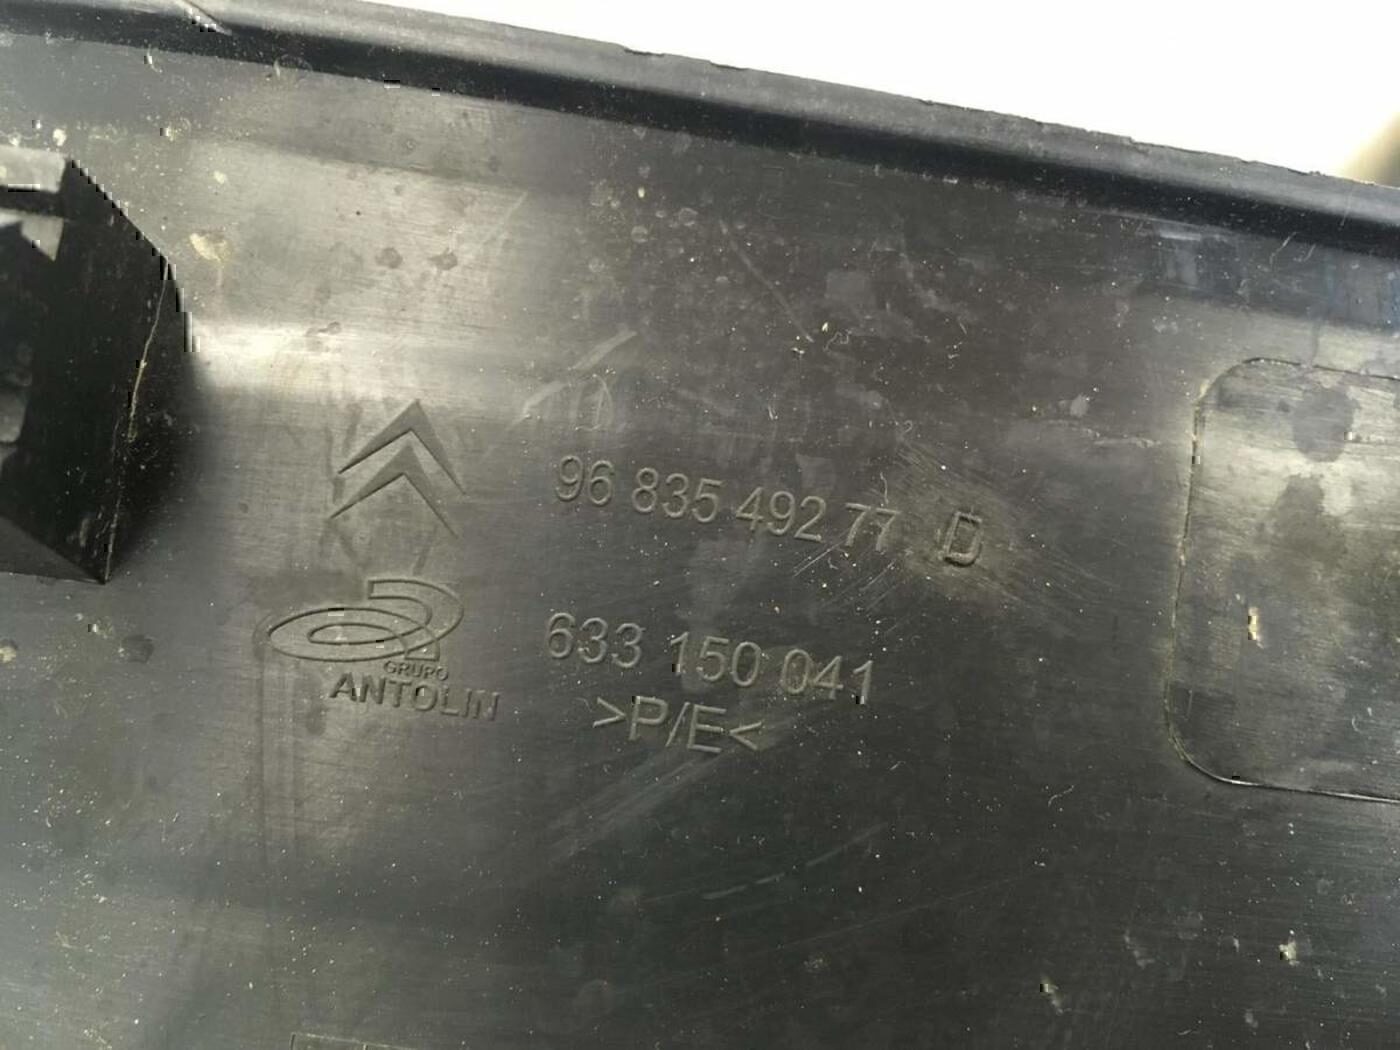 96 835 492 77 D
GRUPO
ANTOLIN
633 150 041
>P/E<